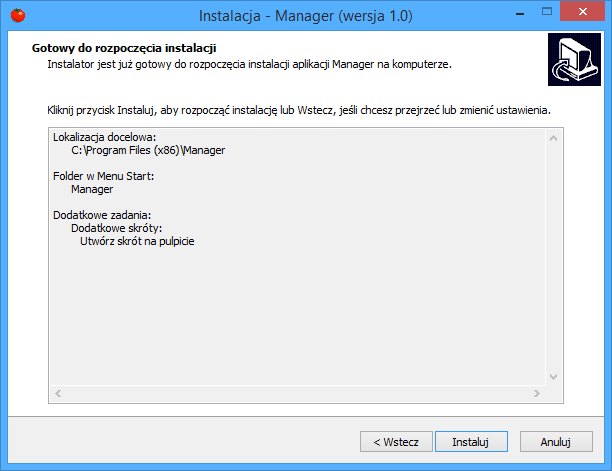 Instalacja - Manager (wersja 1.0)
Gotowy do rozpoczęcia instalacji
Instalator jest już gotowy do rozpoczęcia instalacji aplikacji Manager na komputerze.
Kliknij przycisk Instaluj, aby rozpocząć instalację lub Wstecz, jeśli chcesz przejrzeć lub zmienić ustawienia.
Lokalizacja docelowa:
C:\Program Files (x86)\Manager
Folder w Menu Start:
Manager
Dodatkowe zadania:
Dodatkowe skróty:
Utwórz skrót na pulpicie
< Wstecz
Instaluj
Anuluj